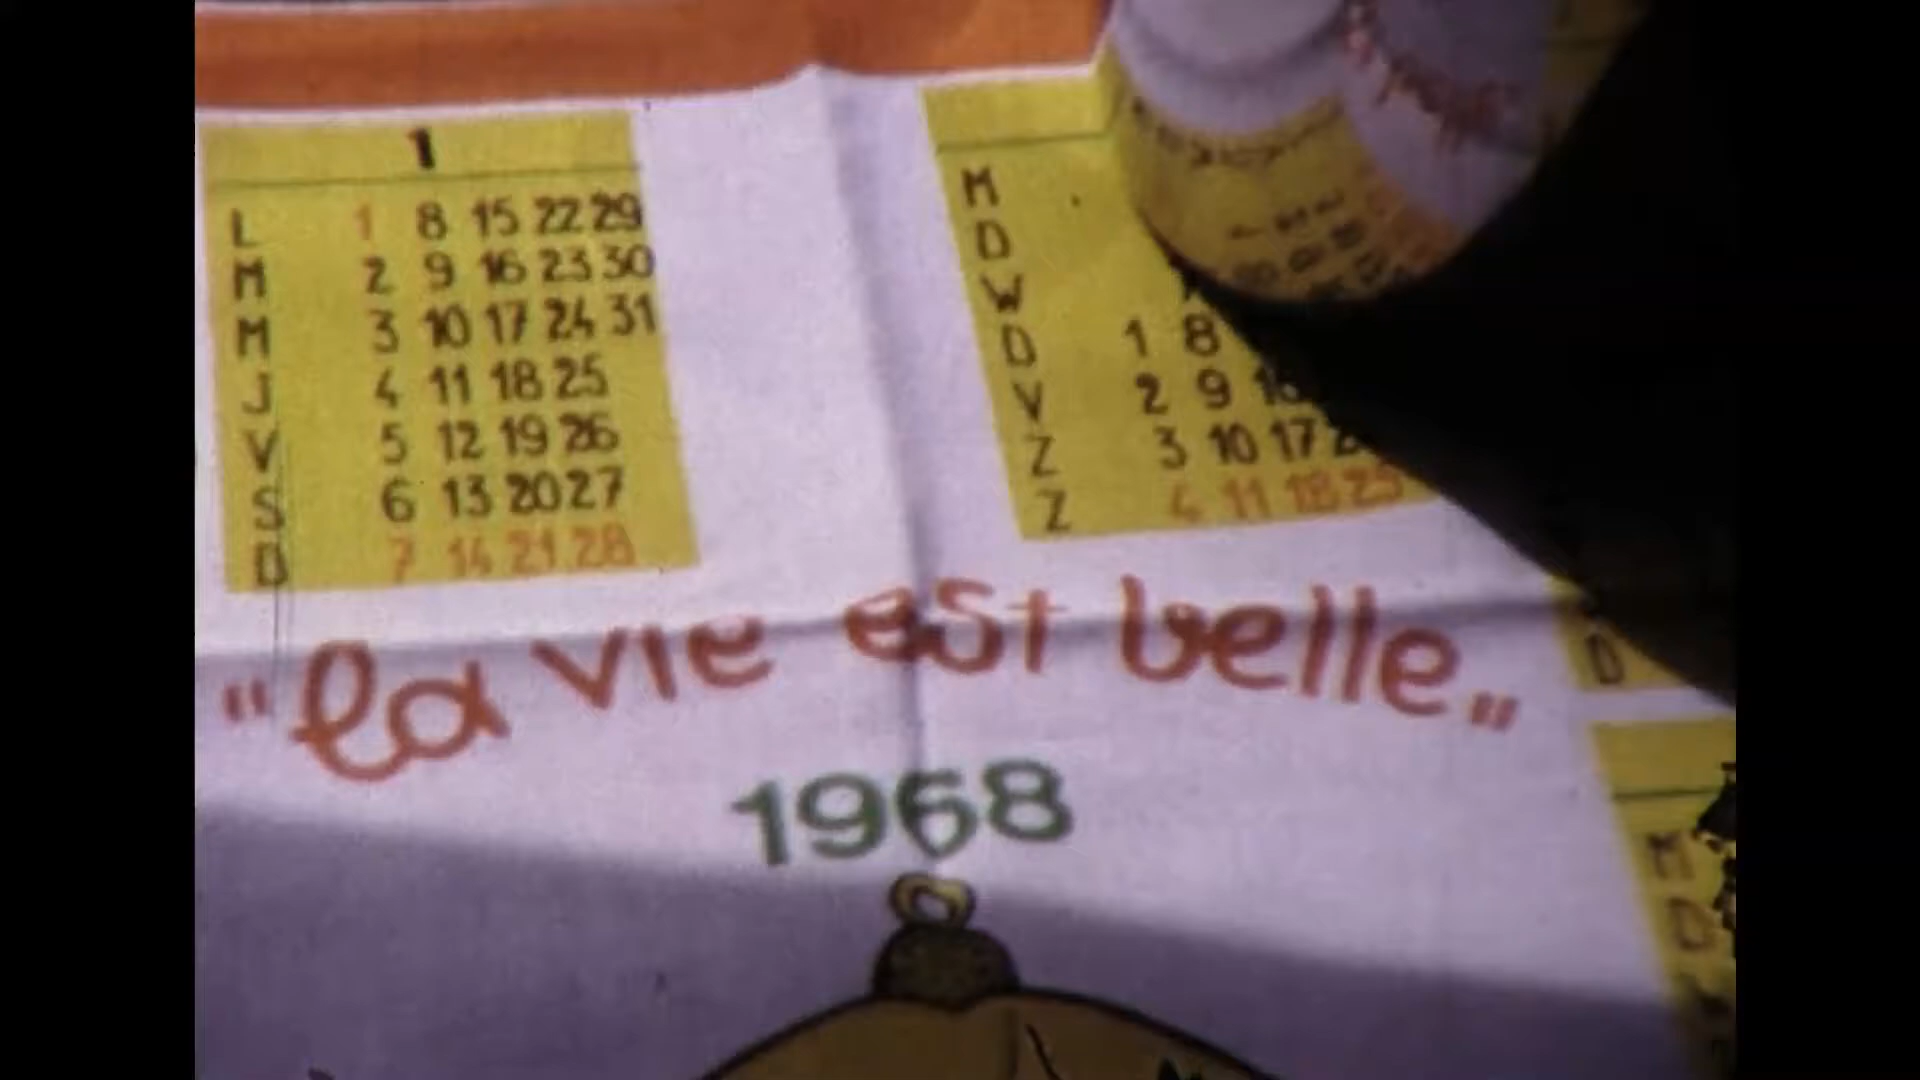 1
L 1 8 15 22 29
M 2 9 16 23 30
M 3 10 17 24 31
J 4 11 18 25
V 5 12 19 26
S 6 13 20 27
D 7 14 21 28
M
D
W
D 1 8
V 2 9 16
Z 3 10 17
Z 4 11 18 25
"la vie est belle„
1968
D
M
D